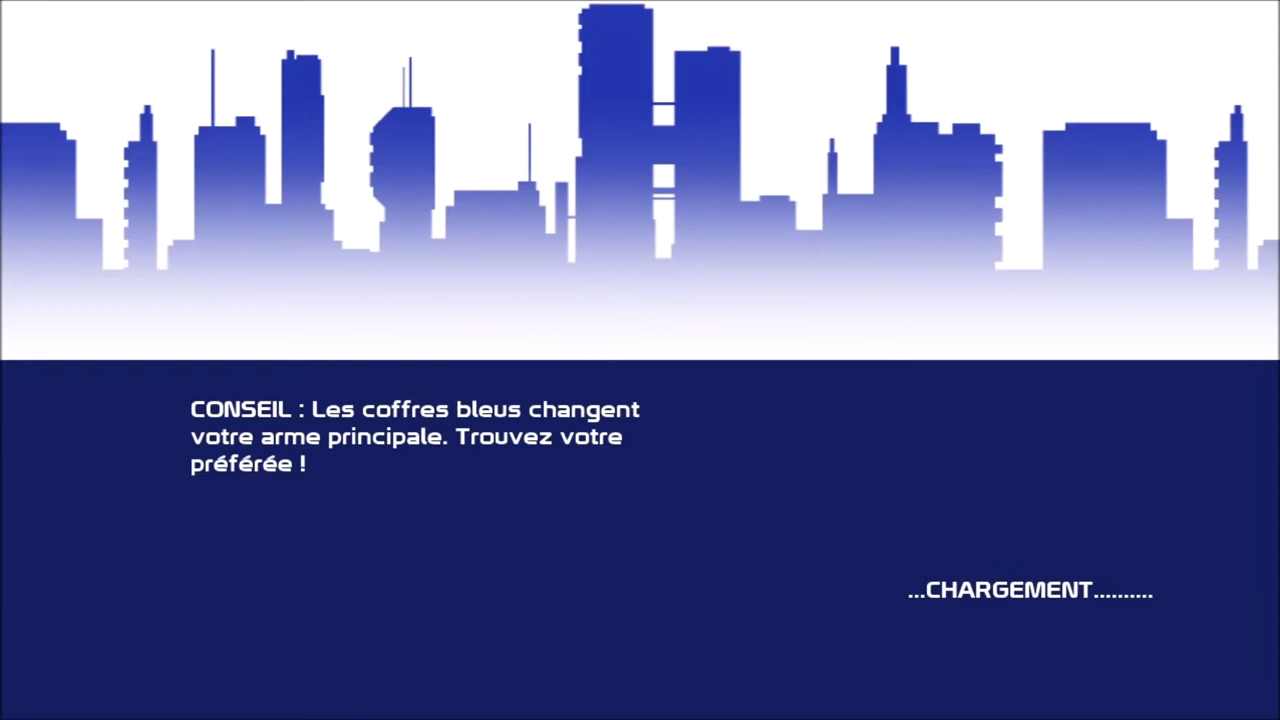 CONSEIL : Les coffres bleus changent
votre arme principale. Trouvez votre
préférée !
...CHARGEMENT..........